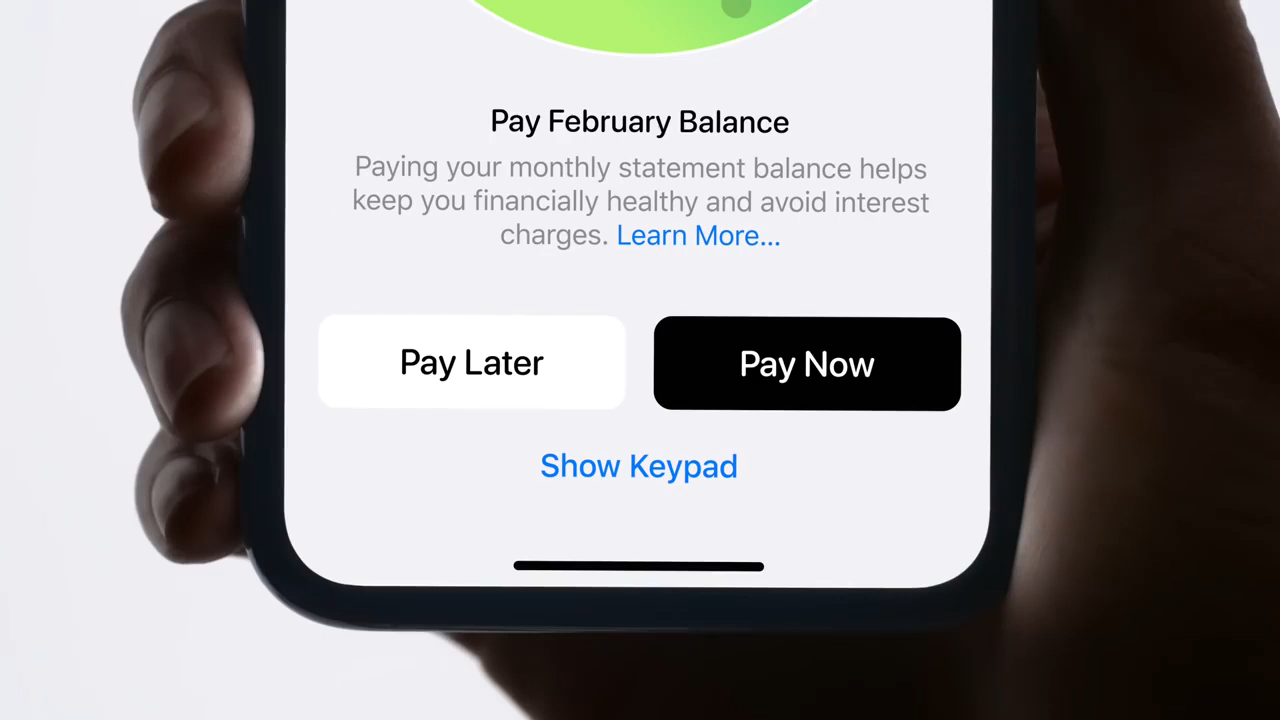 Pay February Balance
Paying your monthly statement balance helps
keep you financially healthy and avoid interest
charges. Learn More...
Pay Later
Pay Now
Show Keypad